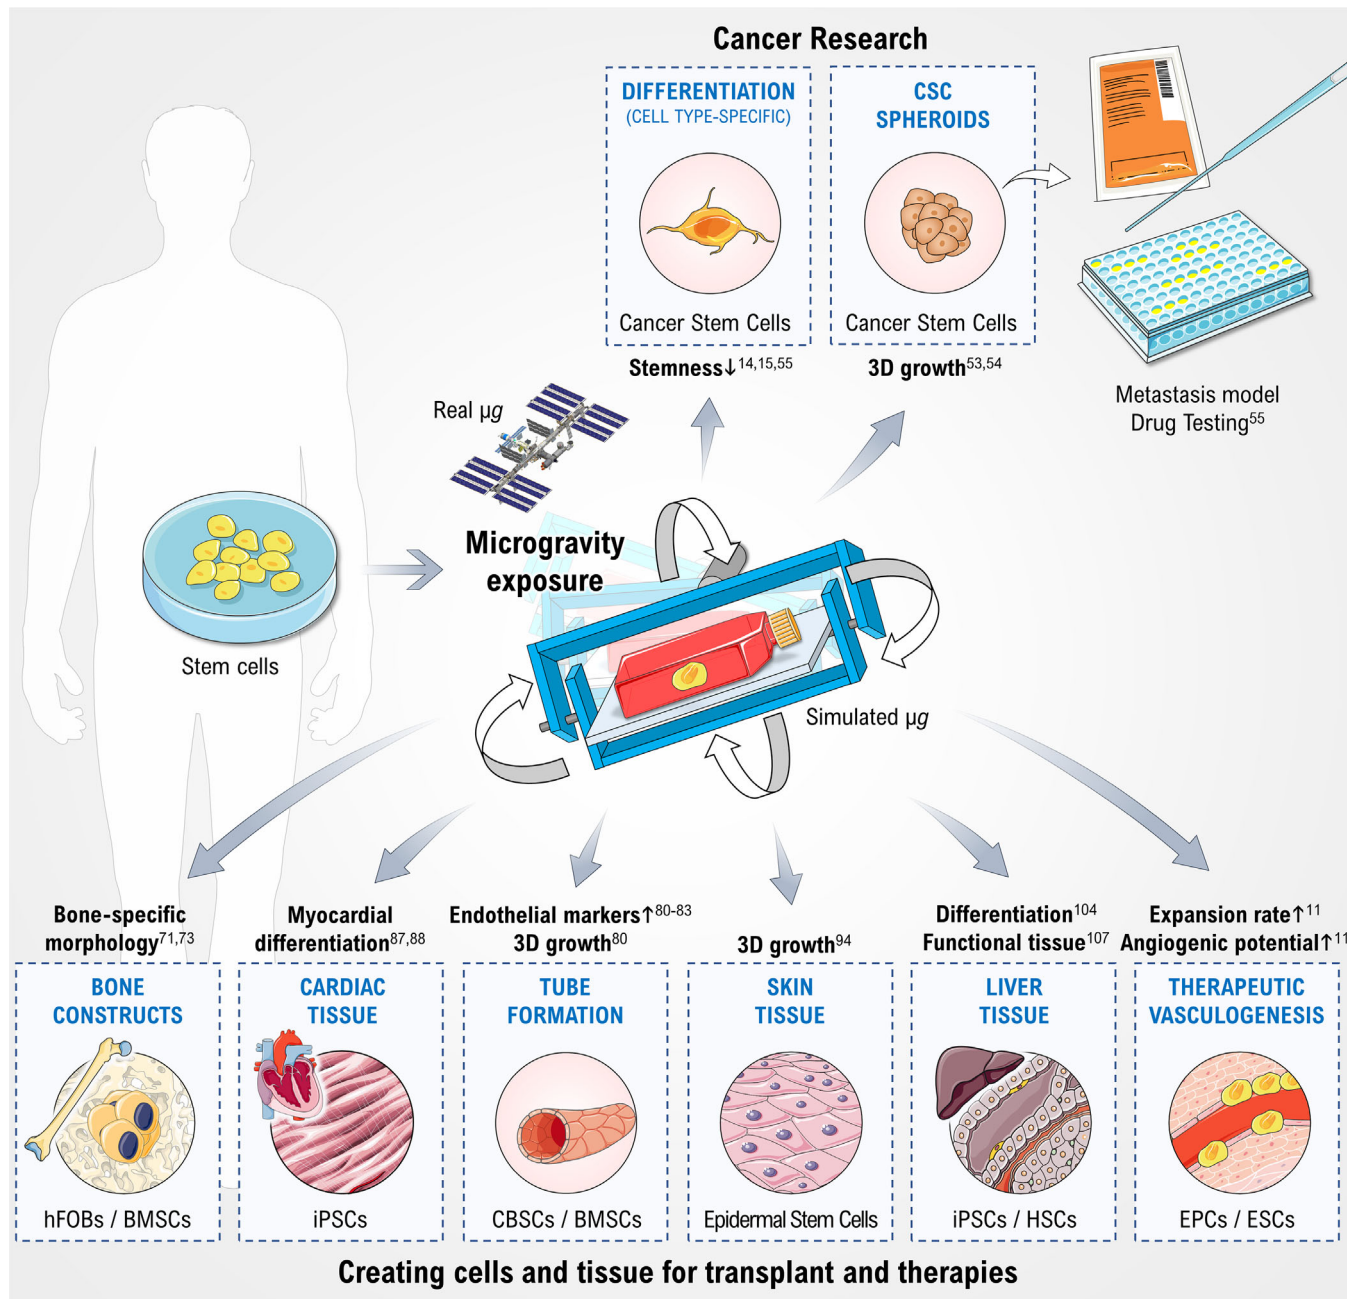 Cancer Research
DIFFERENTIATION
(CELL TYPE-SPECIFIC)
Cancer Stem Cells
Stemness↓14,15,55
CSC
SPHEROIDS
Cancer Stem Cells
3D growth53,54
Metastasis model
Drug Testing55
Real µg
Stem cells
Microgravity
exposure
Simulated µg
Bone-specific
morphology71,73
BONE
CONSTRUCTS
hFOBs / BMSCs
Myocardial
differentiation87,88
CARDIAC
TISSUE
iPSCs
Endothelial markers↑80-83
3D growth80
TUBE
FORMATION
CBSCs / BMSCs
3D growth94
SKIN
TISSUE
Epidermal Stem Cells
Differentiation104
Functional tissue107
LIVER
TISSUE
iPSCs / HSCs
Expansion rate↑11
Angiogenic potential↑11
THERAPEUTIC
VASCULOGENESIS
EPCs / ESCs
Creating cells and tissue for transplant and therapies